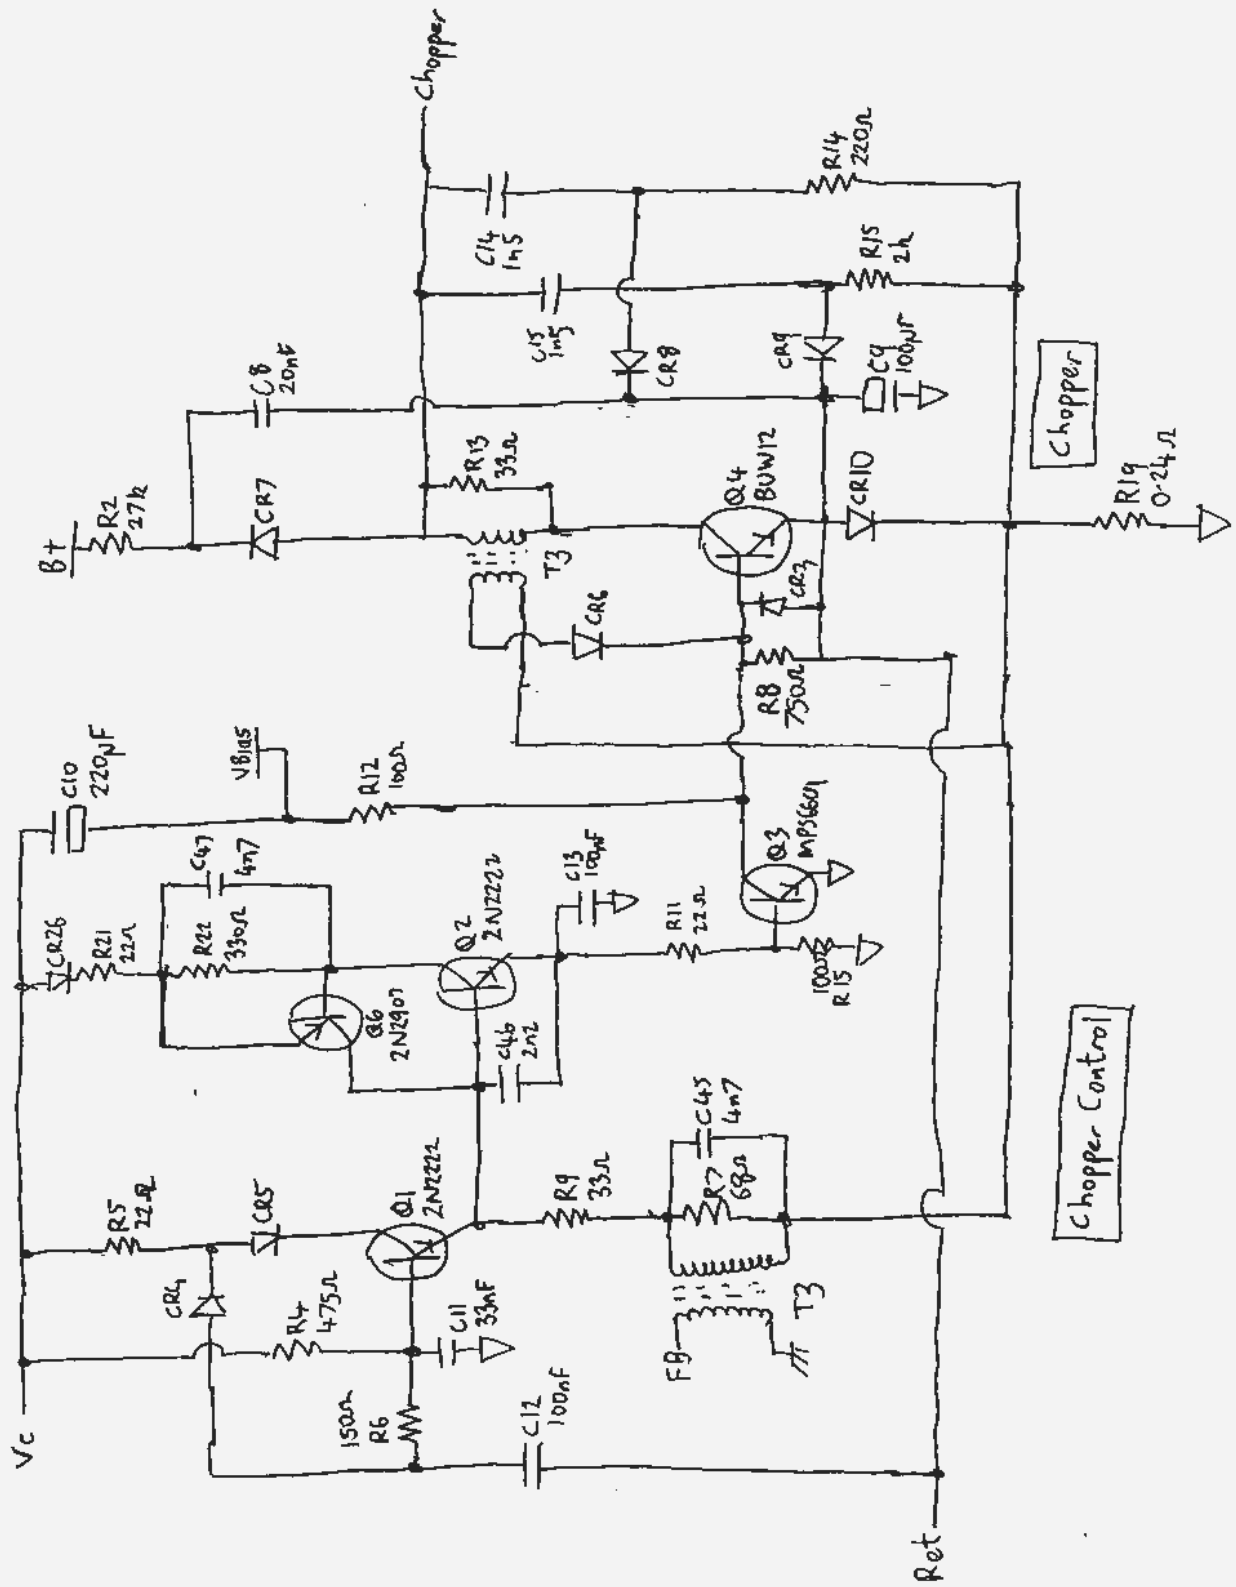 B+
R2
27k
CR7
C8
20nf
Chopper
C14
1n5
C15
1n5
R13
33Ω
T3
CR6
CR8
CR9
C9
100µF
R14
220Ω
R15
2k
Q4
BUW12
CR10
CR3
R8
750Ω
R19
0.24Ω
Chopper
C10
220µF
VBias
R12
100Ω
CR26
R21
22Ω
C47
4n7
R22
330Ω
Q6
2N2907
Q2
2N2222
C46
2n2
C13
100nF
R11
22Ω
Q3
MPS6601
100Ω
R15
Vc
R5
22Ω
CR5
CR4
R4
475Ω
Q1
2N2222
150Ω
R6
C11
33nF
C12
100nF
R9
33Ω
C45
4n7
R7
68Ω
FB
T3
Ret
Chopper Control